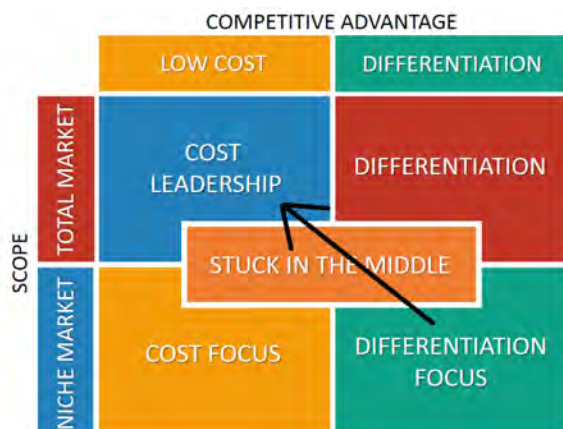 COMPETITIVE ADVANTAGE
LOW COST
DIFFERENTIATION
SCOPE
TOTAL MARKET
COST
LEADERSHIP
DIFFERENTIATION
STUCK IN THE MIDDLE
NICHE MARKET
COST FOCUS
DIFFERENTIATION
FOCUS